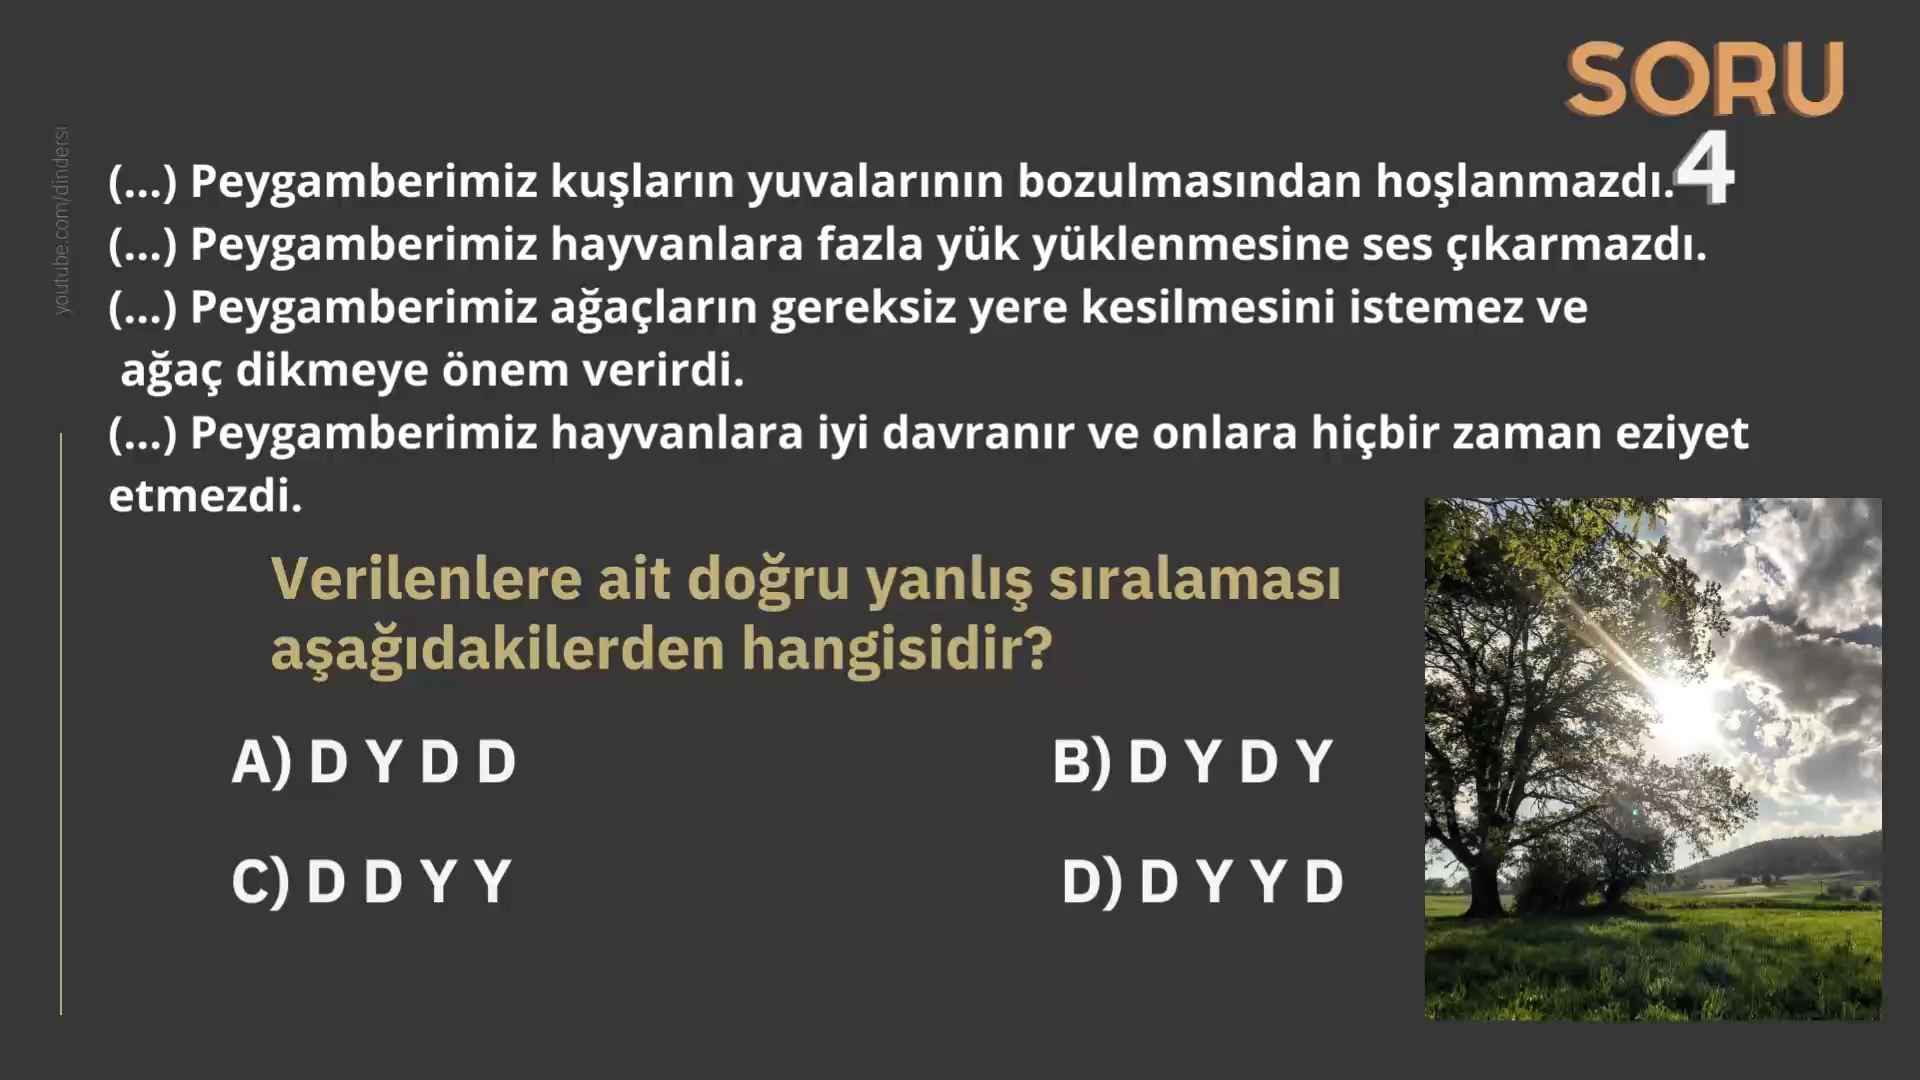 SORU
4
youtube.com/dindersi
(...) Peygamberimiz kuşların yuvalarının bozulmasından hoşlanmazdı.
(...) Peygamberimiz hayvanlara fazla yük yüklenmesine ses çıkarmazdı.
(...) Peygamberimiz ağaçların gereksiz yere kesilmesini istemez ve
ağaç dikmeye önem verirdi.
(...) Peygamberimiz hayvanlara iyi davranır ve onlara hiçbir zaman eziyet
etmezdi.
Verilenlere ait doğru yanlış sıralaması
aşağıdakilerden hangisidir?
A) D Y D D
B) D Y D Y
C) D D Y Y
D) D Y Y D